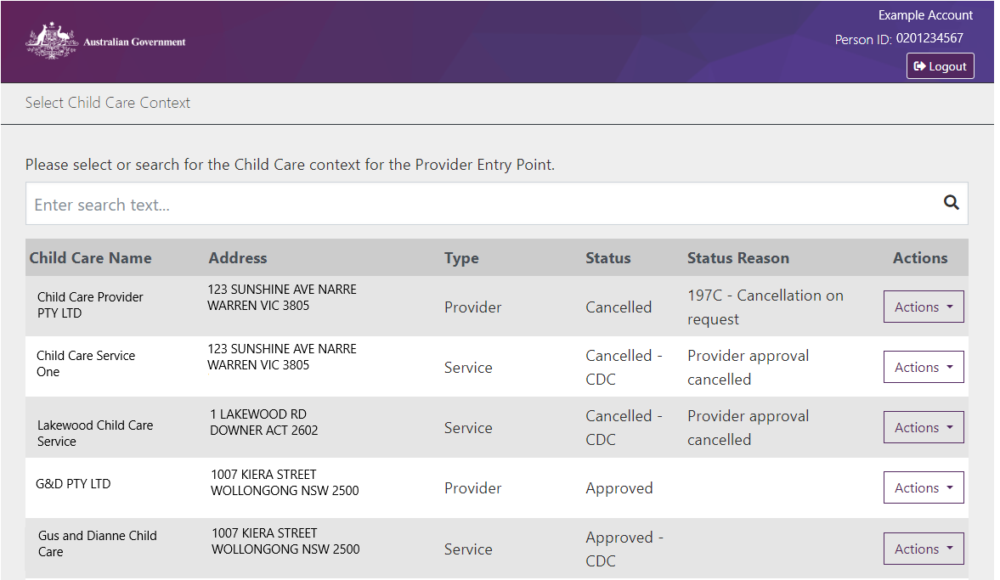 Example Account
Australian Government
Person ID: 0201234567
Logout
Select Child Care Context
Please select or search for the Child Care context for the Provider Entry Point.
Enter search text...
Child Care Name Address Type Status Status Reason Actions
Child Care Provider
PTY LTD
123 SUNSHINE AVE NARRE
WARREN VIC 3805
Provider
Cancelled
197C - Cancellation on
request
Actions
Child Care Service
One
123 SUNSHINE AVE NARRE
WARREN VIC 3805
Service
Cancelled -
CDC
Provider approval
cancelled
Actions
Lakewood Child Care
Service
1 LAKEWOOD RD
DOWNER ACT 2602
Service
Cancelled -
CDC
Provider approval
cancelled
Actions
G&D PTY LTD
1007 KIERA STREET
WOLLONGONG NSW 2500
Provider
Approved
Actions
Gus and Dianne Child
Care
1007 KIERA STREET
WOLLONGONG NSW 2500
Service
Approved -
CDC
Actions